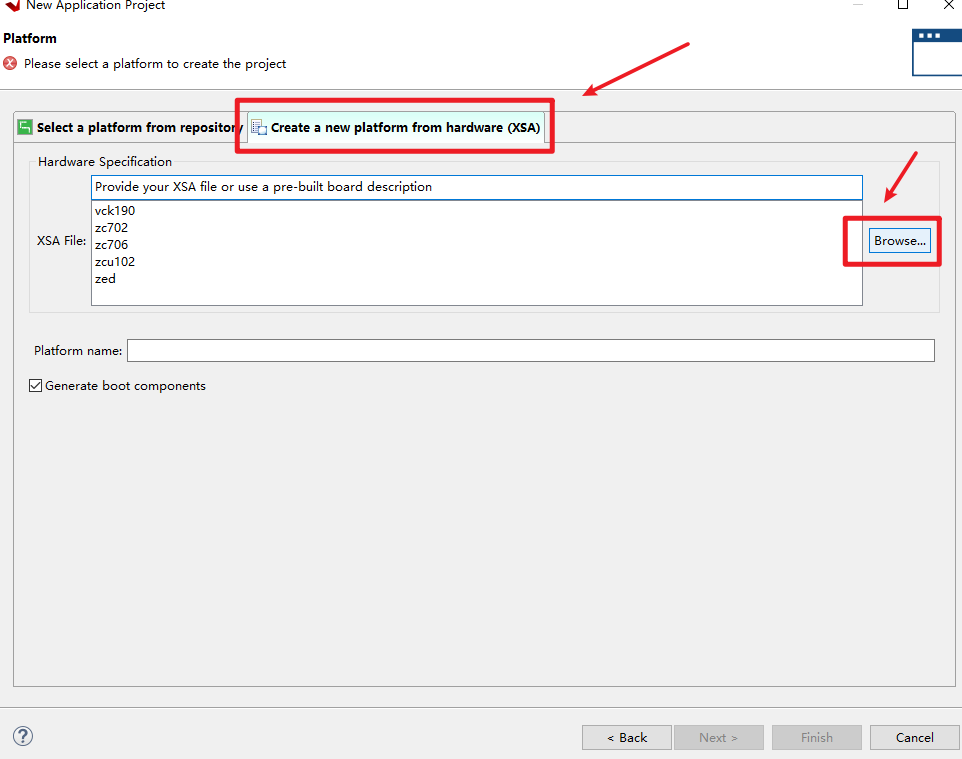 New Application Project
Platform
Please select a platform to create the project
Select a platform from repository
Create a new platform from hardware (XSA)
Hardware Specification
Provide your XSA file or use a pre-built board description
vck190
zc702
XSA File:
zc706
Browse...
zcu102
zed
Platform name:
Generate boot components
?
< Back
Next >
Finish
Cancel